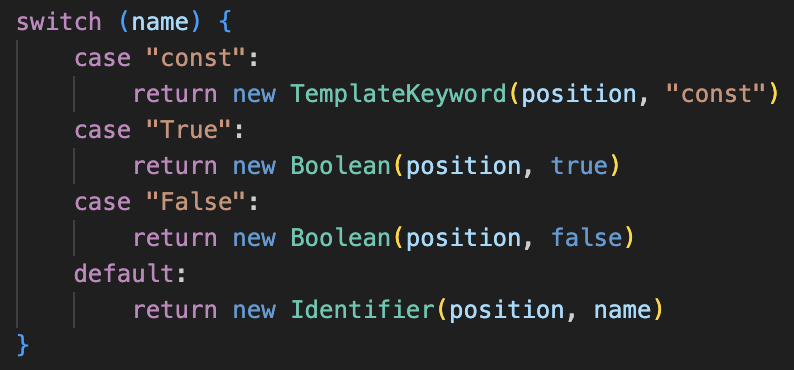 switch (name) {
    case "const":
        return new TemplateKeyword(position, "const")
    case "True":
        return new Boolean(position, true)
    case "False":
        return new Boolean(position, false)
    default:
        return new Identifier(position, name)
}